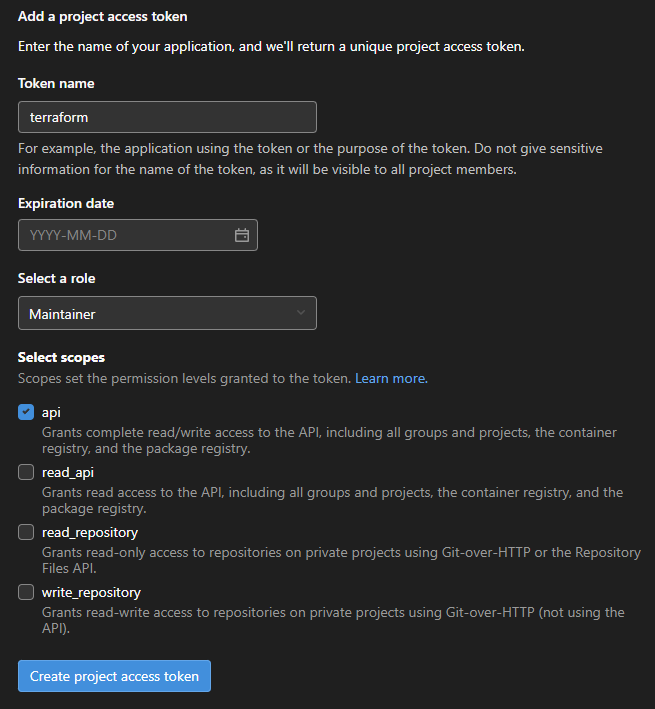 Add a project access token
Enter the name of your application, and we'll return a unique project access token.
Token name
terraform
For example, the application using the token or the purpose of the token. Do not give sensitive
information for the name of the token, as it will be visible to all project members.
Expiration date
YYYY-MM-DD
Select a role
Maintainer
Select scopes
Scopes set the permission levels granted to the token. Learn more.
api
Grants complete read/write access to the API, including all groups and projects, the container
registry, and the package registry.
read_api
Grants read access to the API, including all groups and projects, the container registry, and the
package registry.
read_repository
Grants read-only access to repositories on private projects using Git-over-HTTP or the Repository
Files API.
write_repository
Grants read-write access to repositories on private projects using Git-over-HTTP (not using the
API).
Create project access token